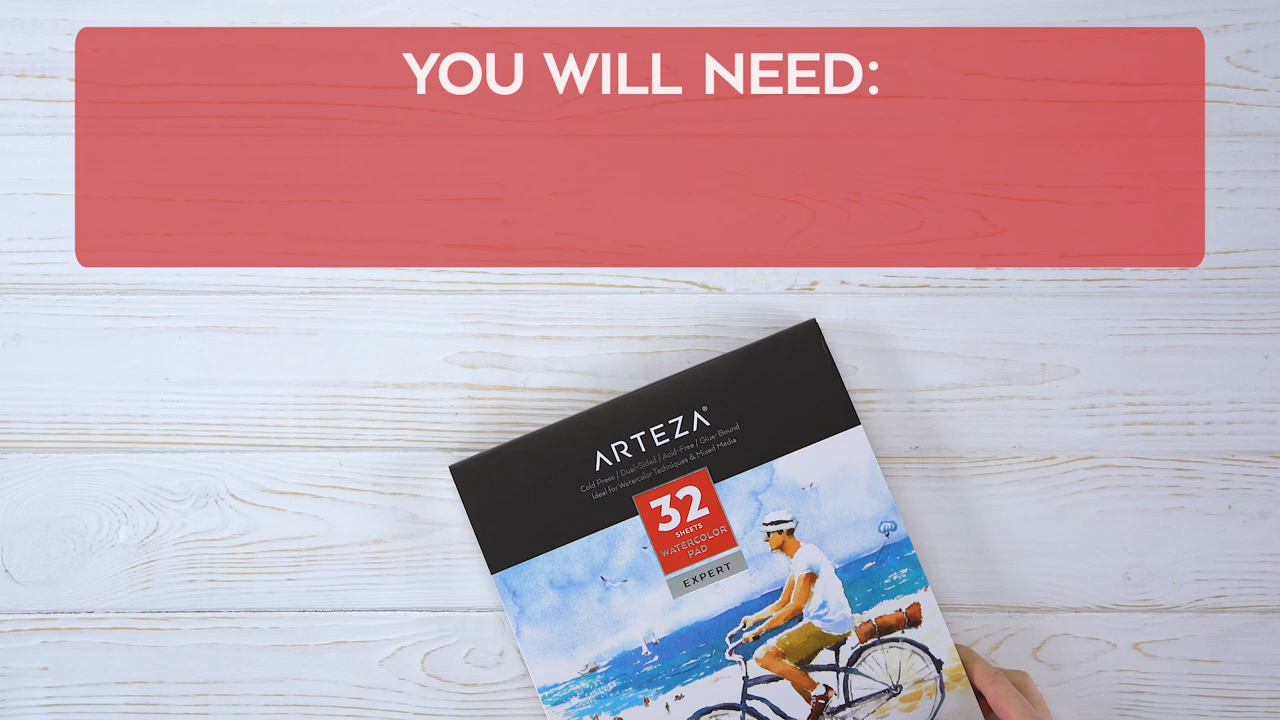 YOU WILL NEED:
ARTEZA®
Cold Press / Dual-Sided / Acid-Free / Glue-Bound
Ideal for Watercolor Techniques & Mixed Media
32
SHEETS
WATERCOLOR
PAD
EXPERT